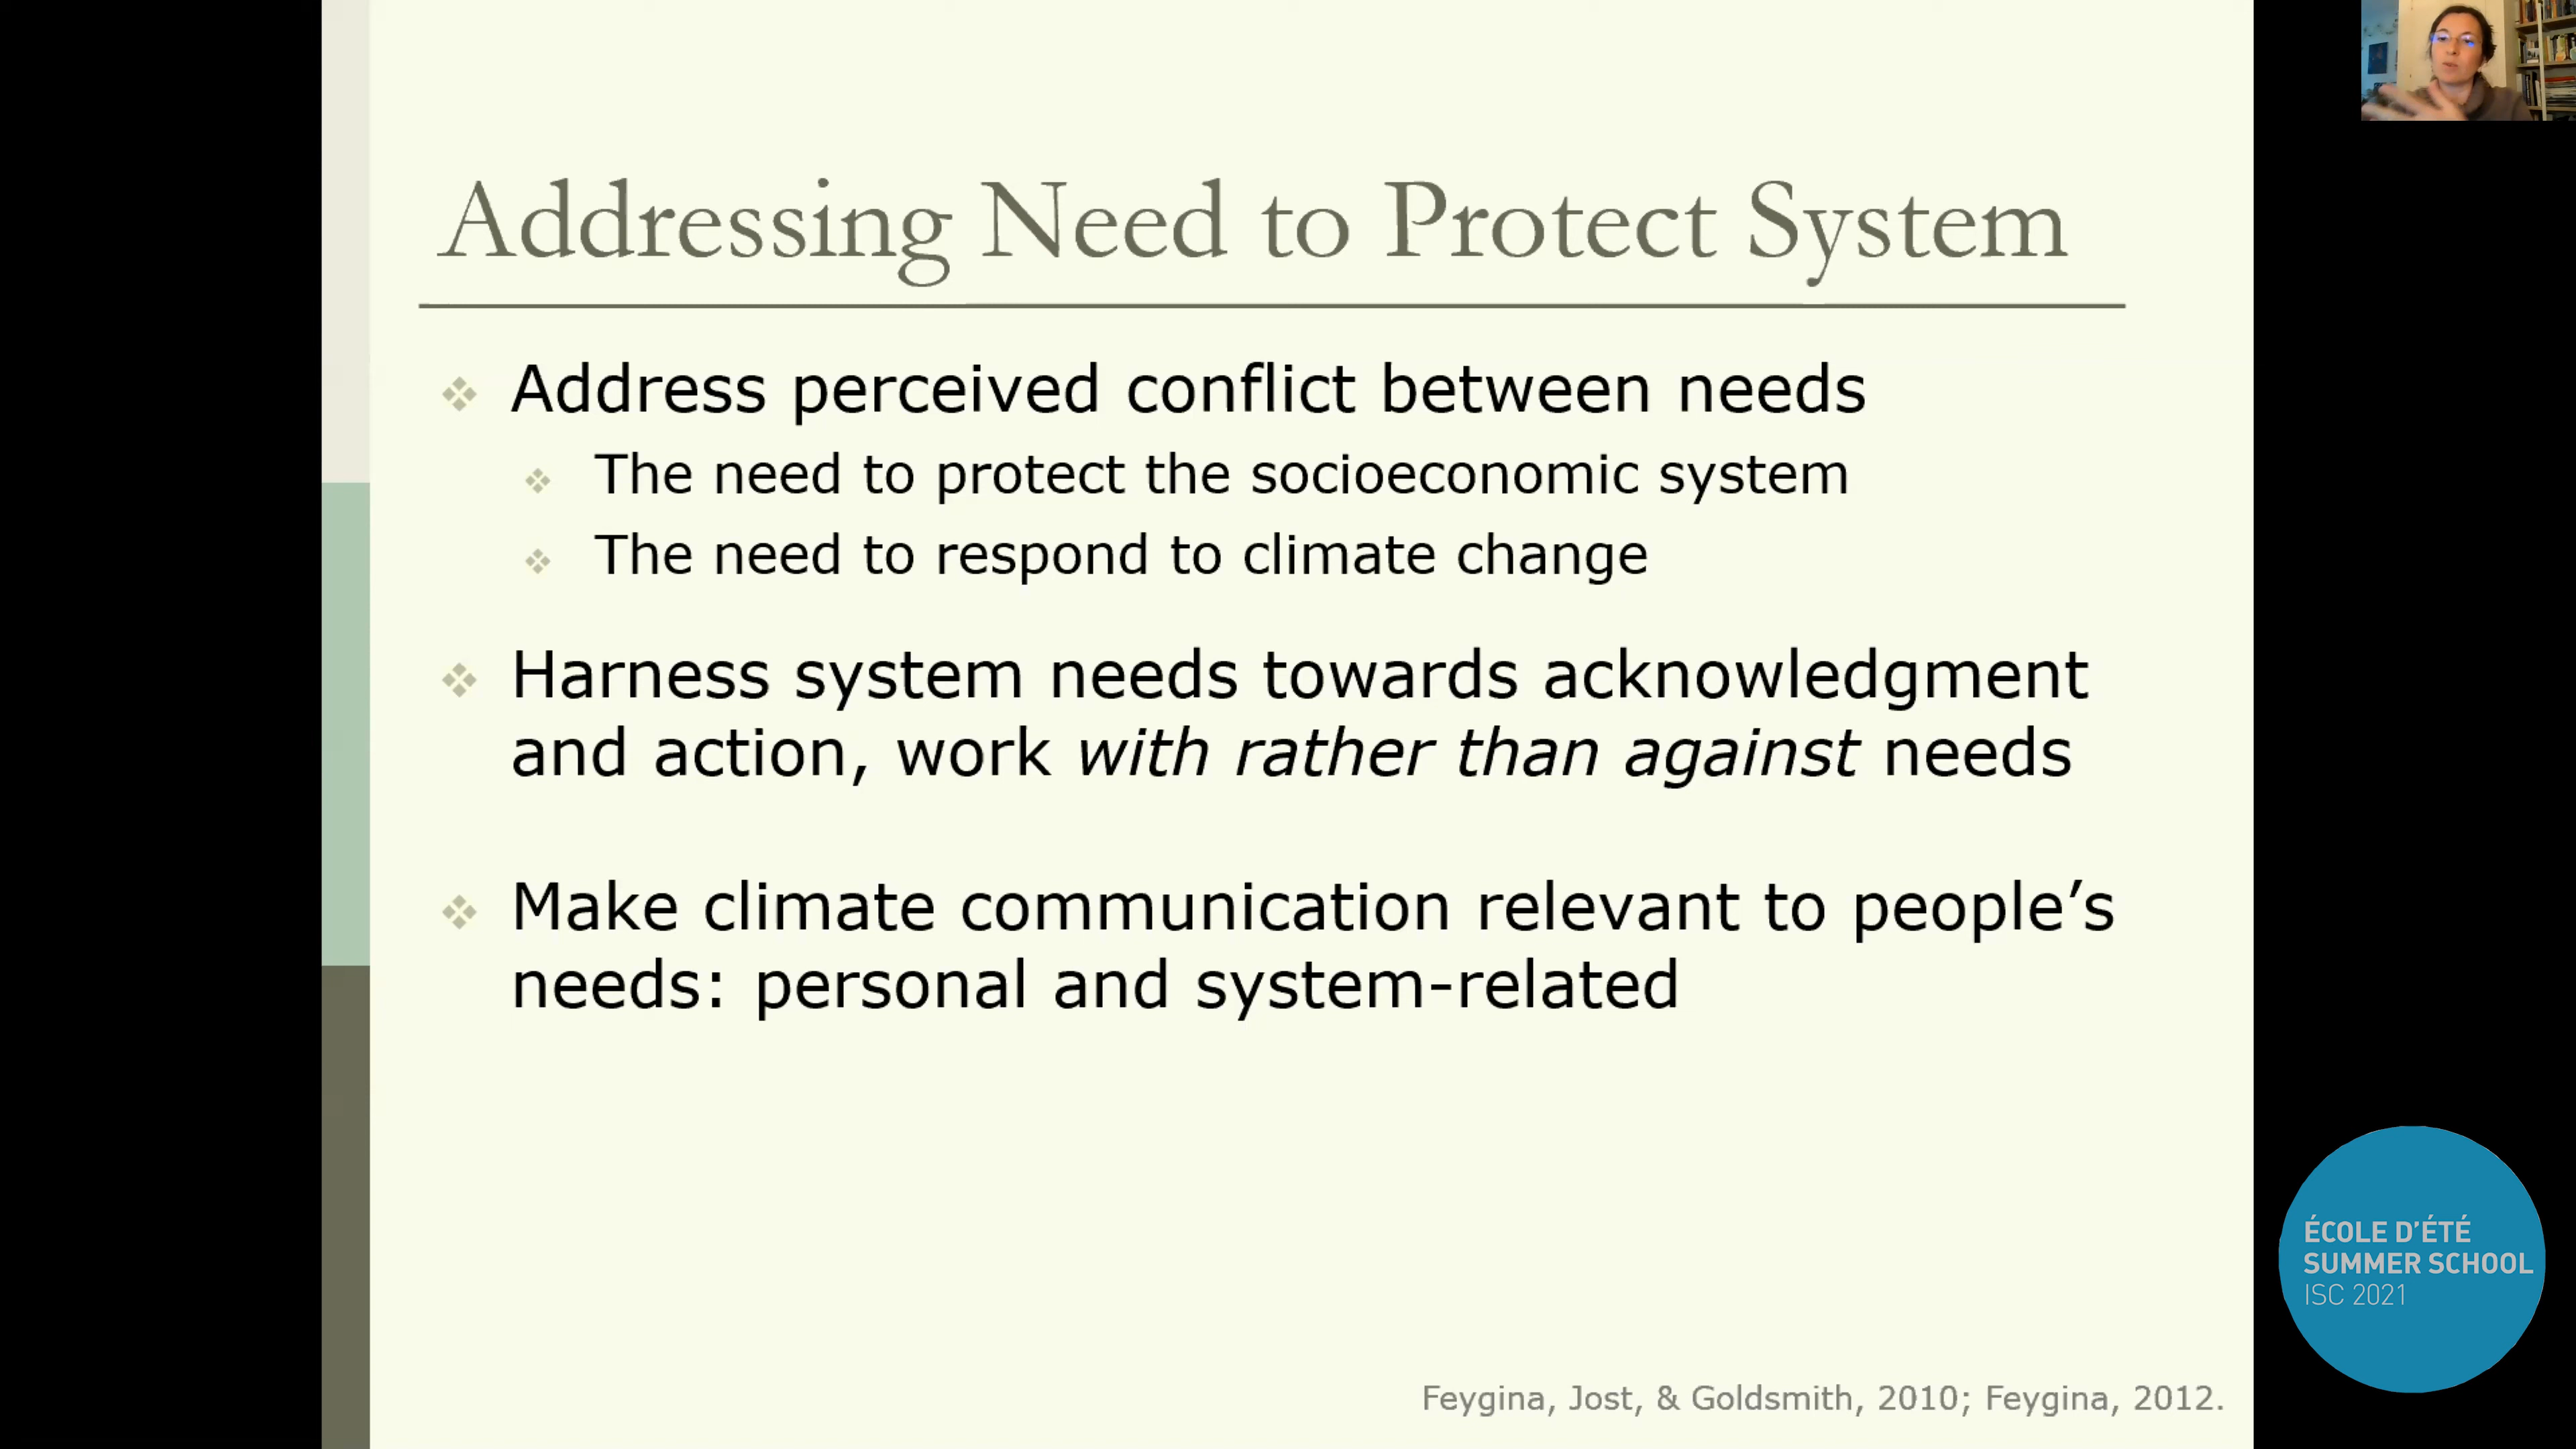 Addressing Need to Protect System
Address perceived conflict between needs
The need to protect the socioeconomic system
The need to respond to climate change
Harness system needs towards acknowledgment
and action, work with rather than against needs
Make climate communication relevant to people’s
needs: personal and system-related
Feygina, Jost, & Goldsmith, 2010; Feygina, 2012.
ÉCOLE D’ÉTÉ
SUMMER SCHOOL
ISC 2021